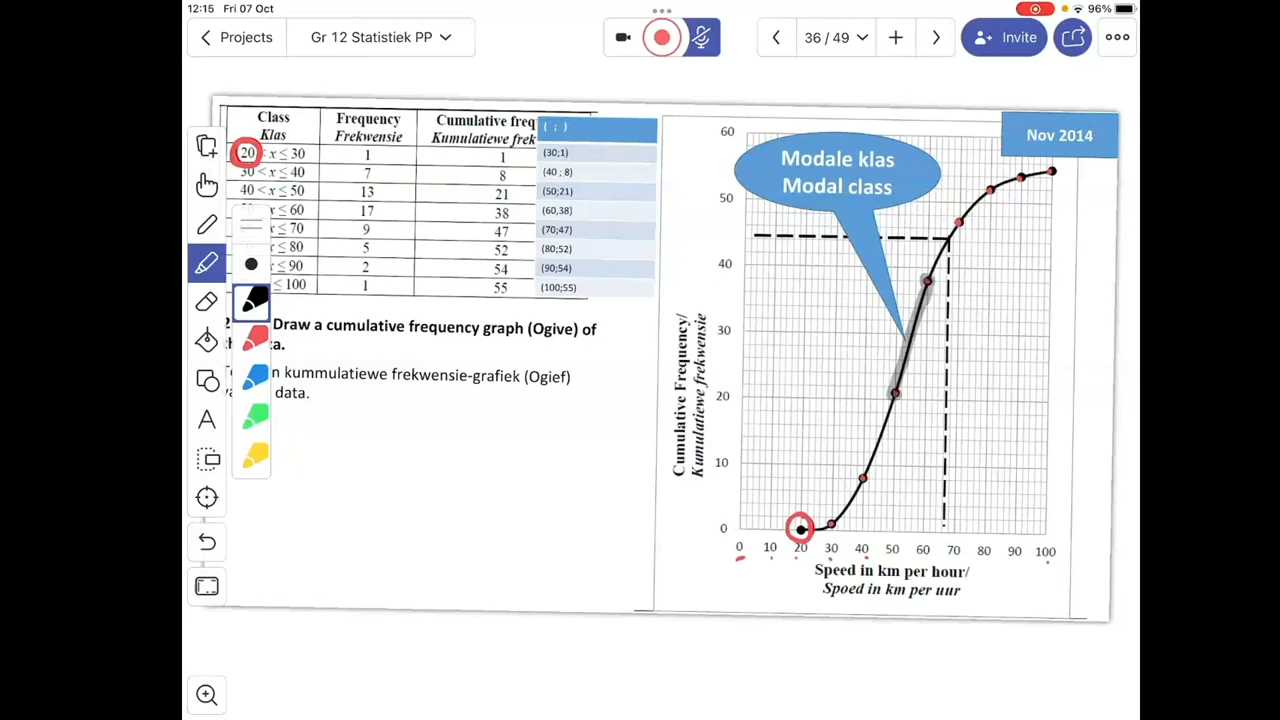 12:15 Fri 07 Oct
96%
Projects
Gr 12 Statistiek PP
36 / 49
Invite
Class Frequency Cumulative freq
Klas Frekwensie Kumulatiewe frek
( ; )
20 < x ≤ 30 1 1 (30;1)
30 < x ≤ 40 7 8 (40 ; 8)
40 < x ≤ 50 13 21 (50;21)
x ≤ 60 17 38 (60,38)
x ≤ 70 9 47 (70;47)
x ≤ 80 5 52 (80;52)
x ≤ 90 2 54 (90;54)
≤ 100 1 55 (100;55)
Draw a cumulative frequency graph (Ogive) of
n kummulatiewe frekwensie-grafiek (Ogief)
data.
Nov 2014
Modale klas
Modal class
60
50
40
30
20
10
0
Cumulative Frequency/
Kumulatiewe frekwensie
0 10 20 30 40 50 60 70 80 90 100
Speed in km per hour/
Spoed in km per uur
A